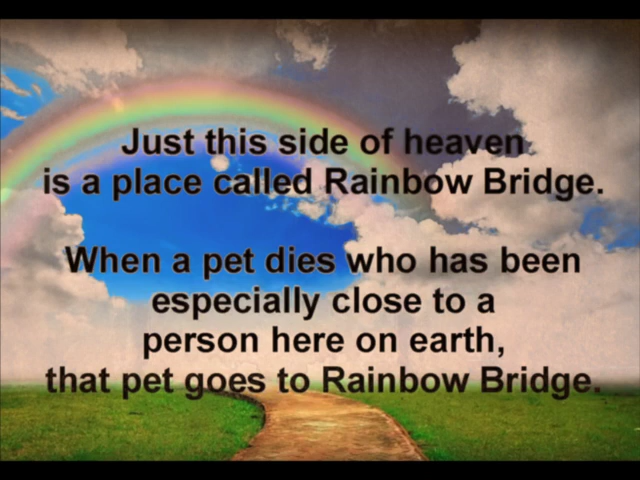 Just this side of heaven
is a place called Rainbow Bridge.
When a pet dies who has been
especially close to a
person here on earth,
that pet goes to Rainbow Bridge.